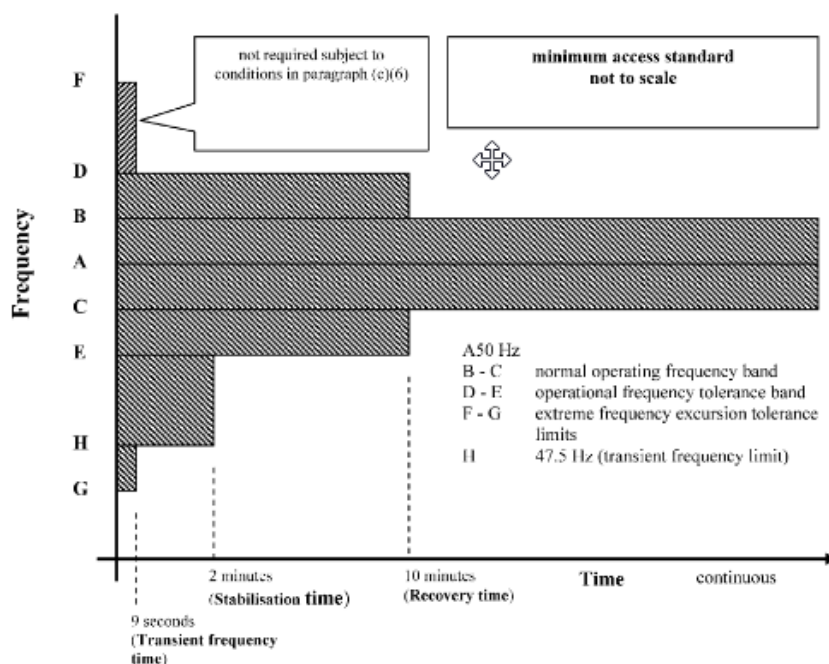 not required subject to
conditions in paragraph (c)(6)
minimum access standard
not to scale
F
D
B
A
C
E
H
G
Frequency
A50 Hz
B - C normal operating frequency band
D - E operational frequency tolerance band
F - G extreme frequency excursion tolerance
limits
H 47.5 Hz (transient frequency limit)
2 minutes
(Stabilisation time)
10 minutes
(Recovery time)
Time
continuous
9 seconds
(Transient frequency
time)